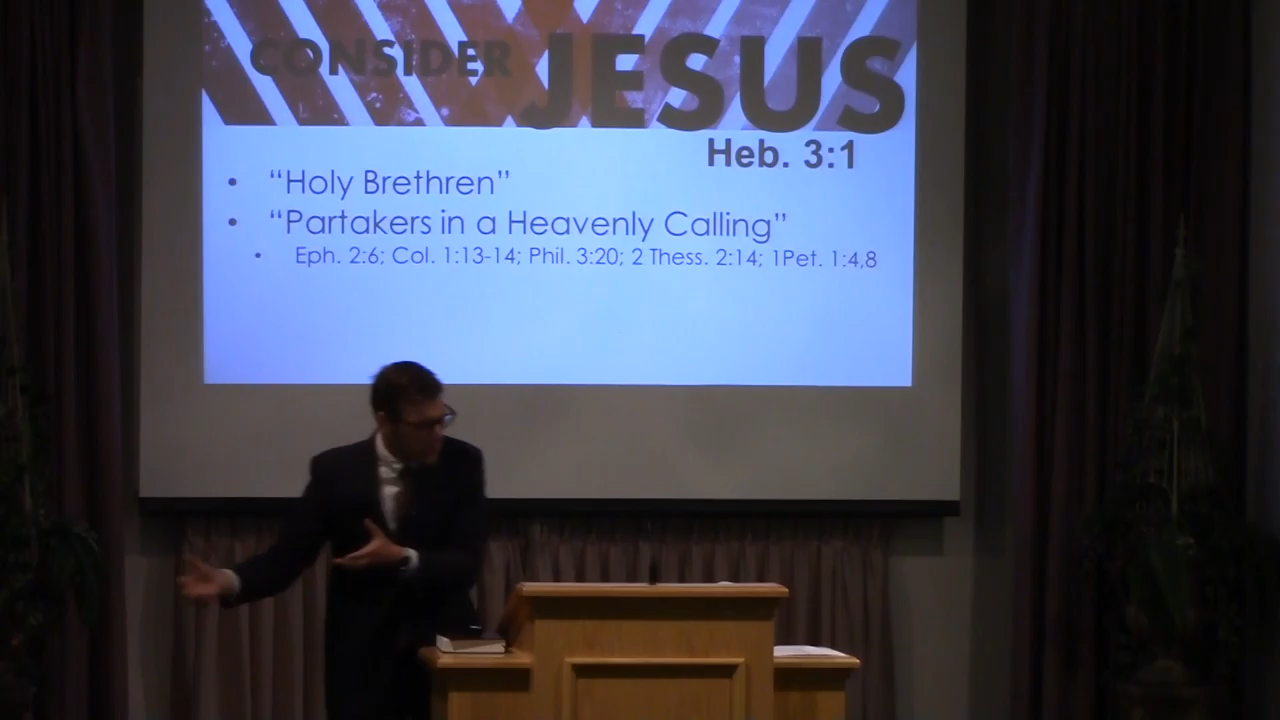 CONSIDER JESUS
Heb. 3:1
• “Holy Brethren”
• “Partakers in a Heavenly Calling”
• Eph. 2:6; Col. 1:13-14; Phil. 3:20; 2 Thess. 2:14; 1Pet. 1:4,8